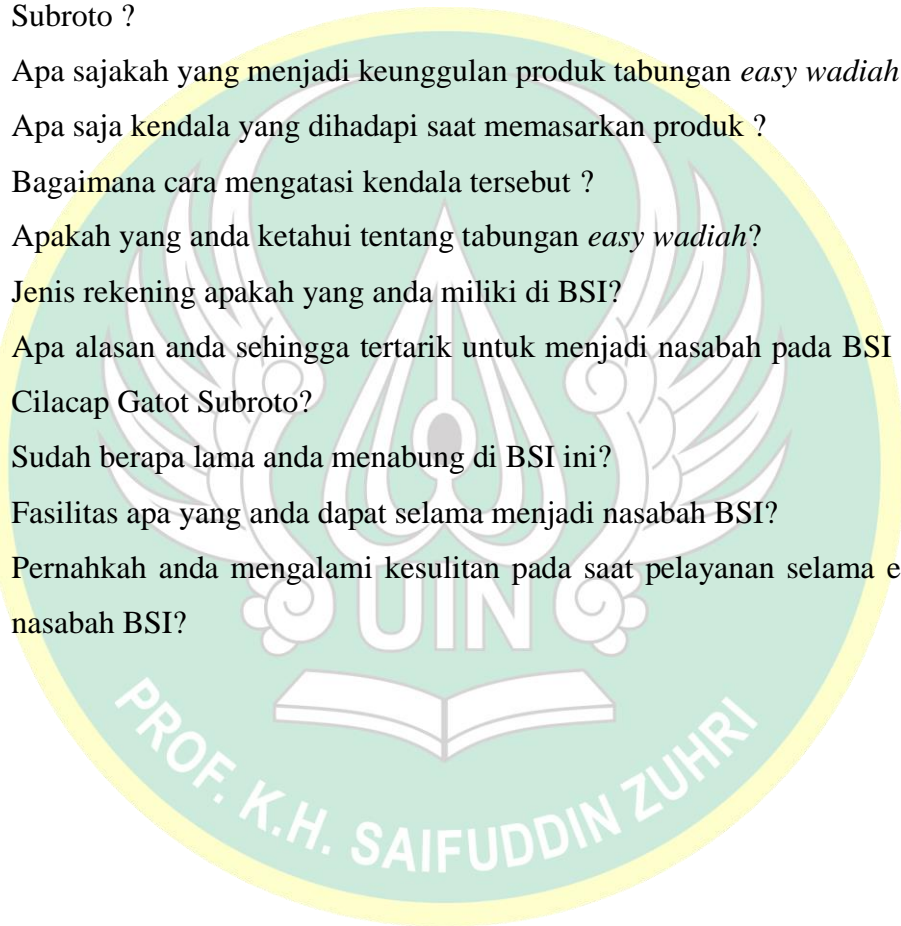 Subroto ?
Apa sajakah yang menjadi keunggulan produk tabungan easy wadiah
Apa saja kendala yang dihadapi saat memasarkan produk ?
Bagaimana cara mengatasi kendala tersebut ?
Apakah yang anda ketahui tentang tabungan easy wadiah?
Jenis rekening apakah yang anda miliki di BSI?
Apa alasan anda sehingga tertarik untuk menjadi nasabah pada BSI
Cilacap Gatot Subroto?
Sudah berapa lama anda menabung di BSI ini?
Fasilitas apa yang anda dapat selama menjadi nasabah BSI?
Pernahkah anda mengalami kesulitan pada saat pelayanan selama e
nasabah BSI?
UIN
PROF. K.H. SAIFUDDIN ZUHRI